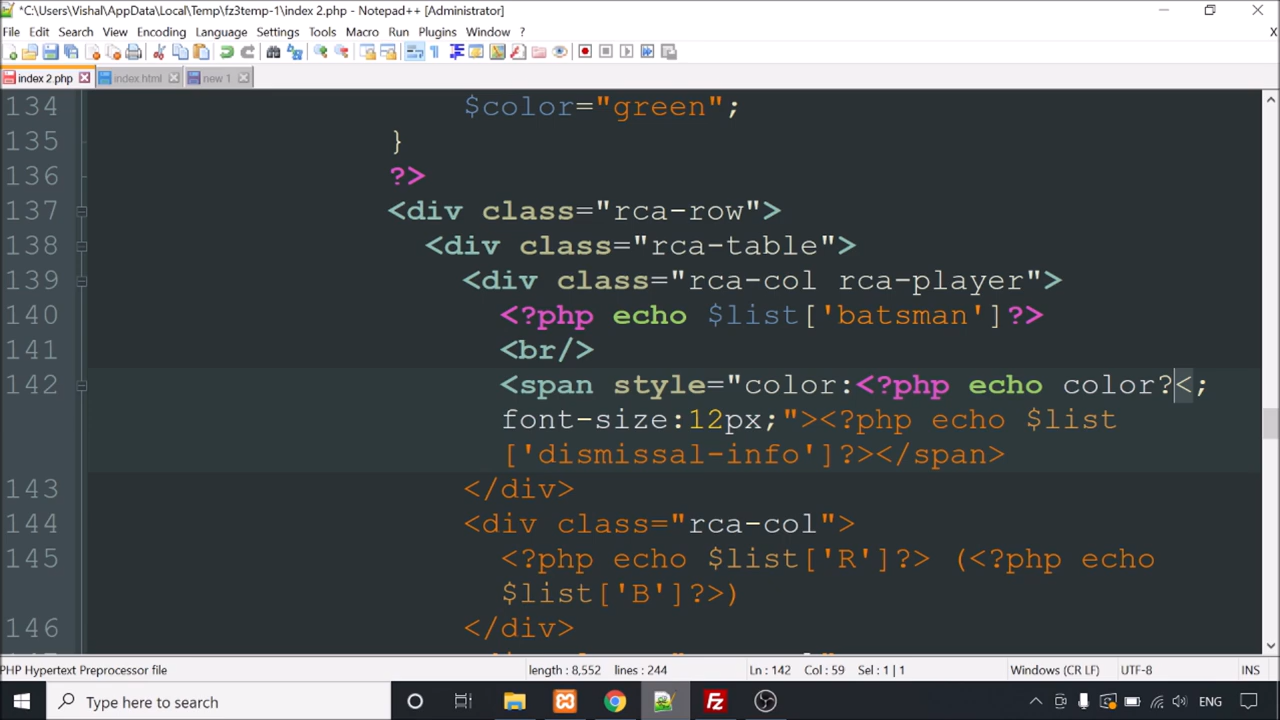 *C:\Users\Vishal\AppData\Local\Temp\fz3temp-1\index 2.php - Notepad++ [Administrator]
File Edit Search View Encoding Language Settings Tools Macro Run Plugins Window ? X
index 2.php index.html new 1
134 $color="green";
135 }
136 ?>
137 <div class="rca-row">
138 <div class="rca-table">
139 <div class="rca-col rca-player">
140 <?php echo $list['batsman']?>
141 <br/>
142 <span style="color:<?php echo color?<;
font-size:12px;"><?php echo $list
['dismissal-info']?></span>
143 </div>
144 <div class="rca-col">
145 <?php echo $list['R']?> (<?php echo
$list['B']?>)
146 </div>
PHP Hypertext Preprocessor file length : 8,552 lines : 244 Ln : 142 Col : 59 Sel : 1 | 1 Windows (CR LF) UTF-8 INS
Type here to search ENG